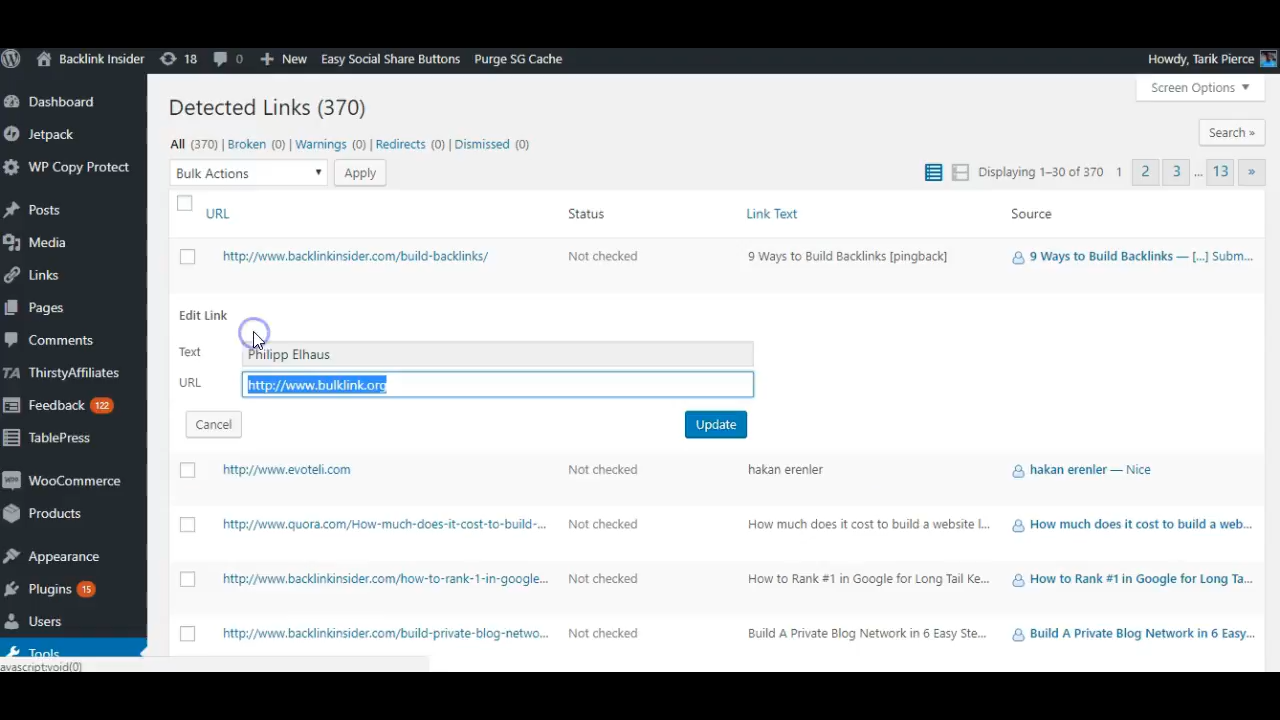 Backlink Insider 18 0 New Easy Social Share Buttons Purge SG Cache Howdy, Tarik Pierce
Dashboard
Jetpack
WP Copy Protect
Posts
Media
Links
Pages
Comments
TA ThirstyAffiliates
Feedback 122
TablePress
WooCommerce
Products
Appearance
Plugins 15
Users
Tools
avascript:void(0)
Screen Options
Detected Links (370)
Search »
All (370) | Broken (0) | Warnings (0) | Redirects (0) | Dismissed (0)
Bulk Actions Apply Displaying 1–30 of 370 1 2 3 ... 13 »
URL Status Link Text Source
http://www.backlinkinsider.com/build-backlinks/ Not checked 9 Ways to Build Backlinks [pingback] 9 Ways to Build Backlinks — [...] Subm...
Edit Link
Text Philipp Elhaus
URL http://www.bulklink.org
Cancel Update
http://www.evoteli.com Not checked hakan erenler hakan erenler — Nice
http://www.quora.com/How-much-does-it-cost-to-build-... Not checked How much does it cost to build a website l... How much does it cost to build a web...
http://www.backlinkinsider.com/how-to-rank-1-in-google... Not checked How to Rank #1 in Google for Long Tail Ke... How to Rank #1 in Google for Long Ta...
http://www.backlinkinsider.com/build-private-blog-netwo... Not checked Build A Private Blog Network in 6 Easy Ste... Build A Private Blog Network in 6 Easy...